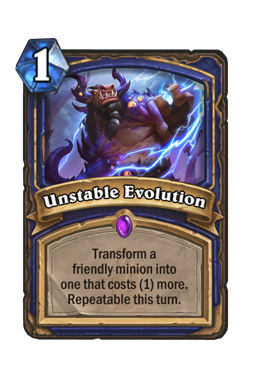 1
Unstable Evolution
Transform a
friendly minion into
one that costs (1) more.
Repeatable this turn.